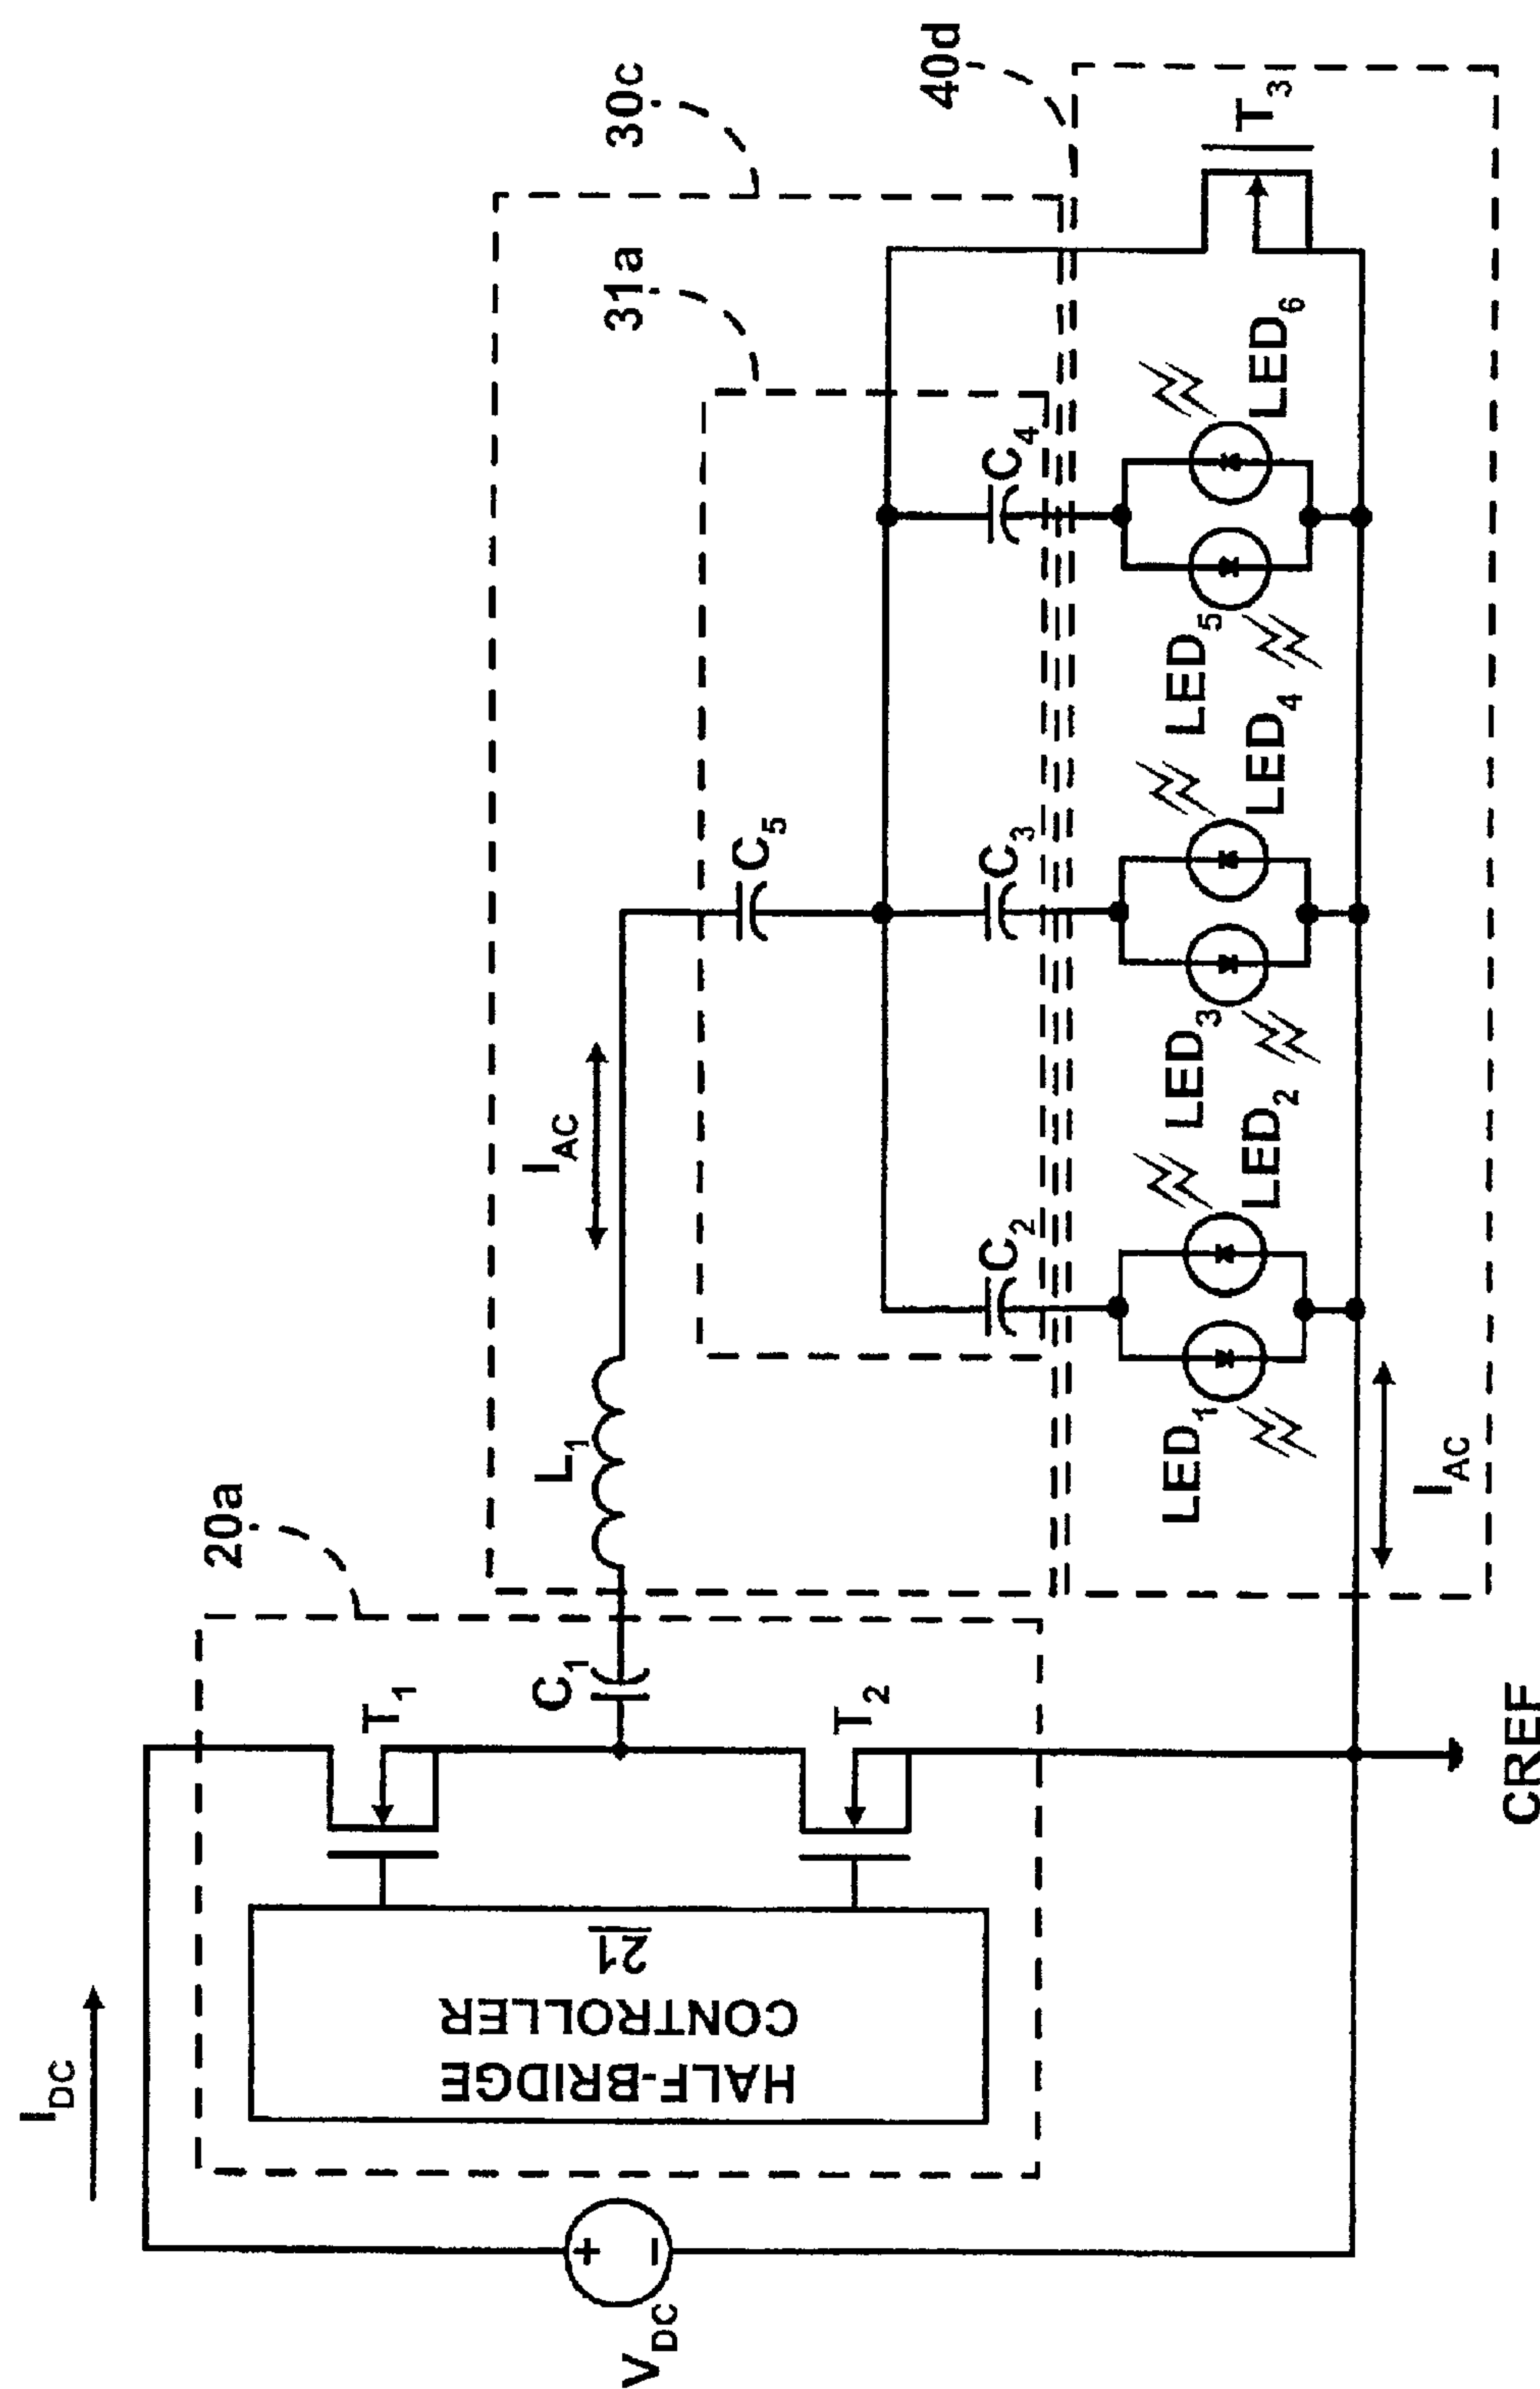 I_DC
V_DC
HALF-BRIDGE
CONTROLLER
21
20a
T_1
T_2
C_1
L_1
I_AC
30c
31a
C_5
C_2
C_3
C_4
40d
LED_1
LED_2
LED_3
LED_4
LED_5
LED_6
T_3
I_AC
CREF